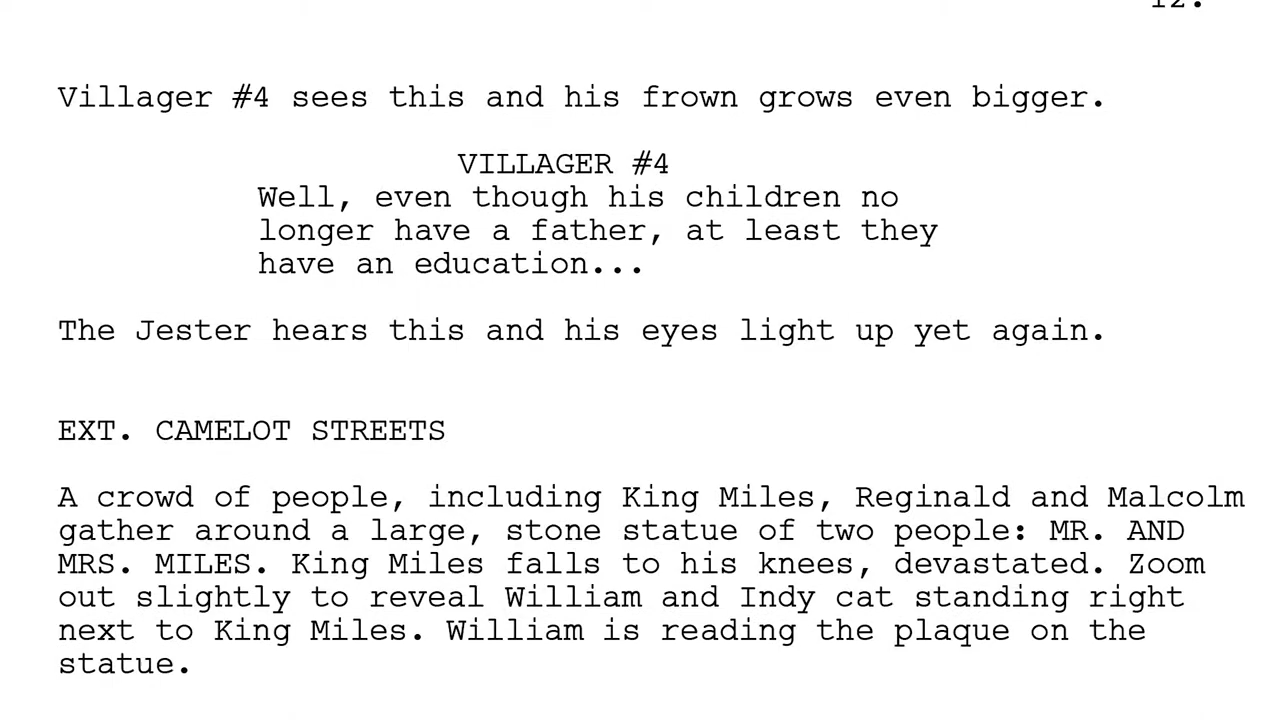 12.
Villager #4 sees this and his frown grows even bigger.
VILLAGER #4
Well, even though his children no
longer have a father, at least they
have an education...
The Jester hears this and his eyes light up yet again.
EXT. CAMELOT STREETS
A crowd of people, including King Miles, Reginald and Malcolm
gather around a large, stone statue of two people: MR. AND
MRS. MILES. King Miles falls to his knees, devastated. Zoom
out slightly to reveal William and Indy cat standing right
next to King Miles. William is reading the plaque on the
statue.